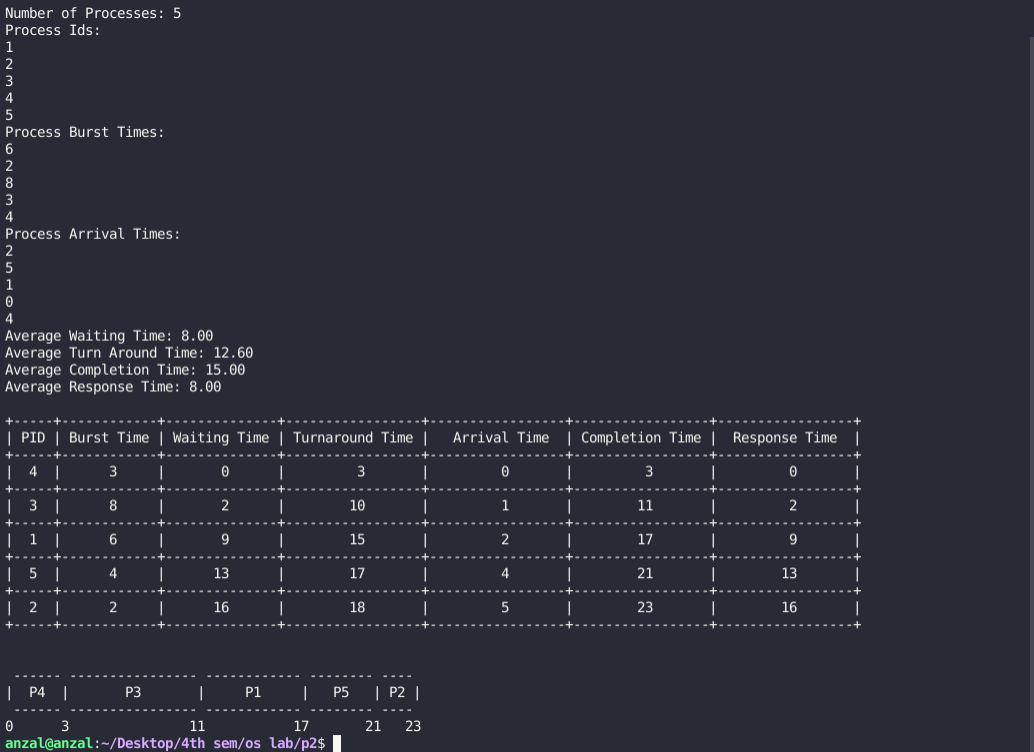 Number of Processes: 5
Process Ids:
1
2
3
4
5
Process Burst Times:
6
2
8
3
4
Process Arrival Times:
2
5
1
0
4
Average Waiting Time: 8.00
Average Turn Around Time: 12.60
Average Completion Time: 15.00
Average Response Time: 8.00
+-----+------------+--------------+-----------------+-----------------+-----------------+-----------------+
| PID | Burst Time | Waiting Time | Turnaround Time |   Arrival Time  | Completion Time |  Response Time  |
+-----+------------+--------------+-----------------+-----------------+-----------------+-----------------+
|  4  |      3     |       0      |         3       |         0       |         3       |         0       |
+-----+------------+--------------+-----------------+-----------------+-----------------+-----------------+
|  3  |      8     |       2      |        10       |         1       |        11       |         2       |
+-----+------------+--------------+-----------------+-----------------+-----------------+-----------------+
|  1  |      6     |       9      |        15       |         2       |        17       |         9       |
+-----+------------+--------------+-----------------+-----------------+-----------------+-----------------+
|  5  |      4     |      13      |        17       |         4       |        21       |        13       |
+-----+------------+--------------+-----------------+-----------------+-----------------+-----------------+
|  2  |      2     |      16      |        18       |         5       |        23       |        16       |
+-----+------------+--------------+-----------------+-----------------+-----------------+-----------------+
 ------ ---------------- ------------ -------- ----
|  P4  |       P3       |     P1     |   P5   | P2 |
 ------ ---------------- ------------ -------- ----
0      3               11           17       21   23
anzal@anzal:~/Desktop/4th sem/os lab/p2$